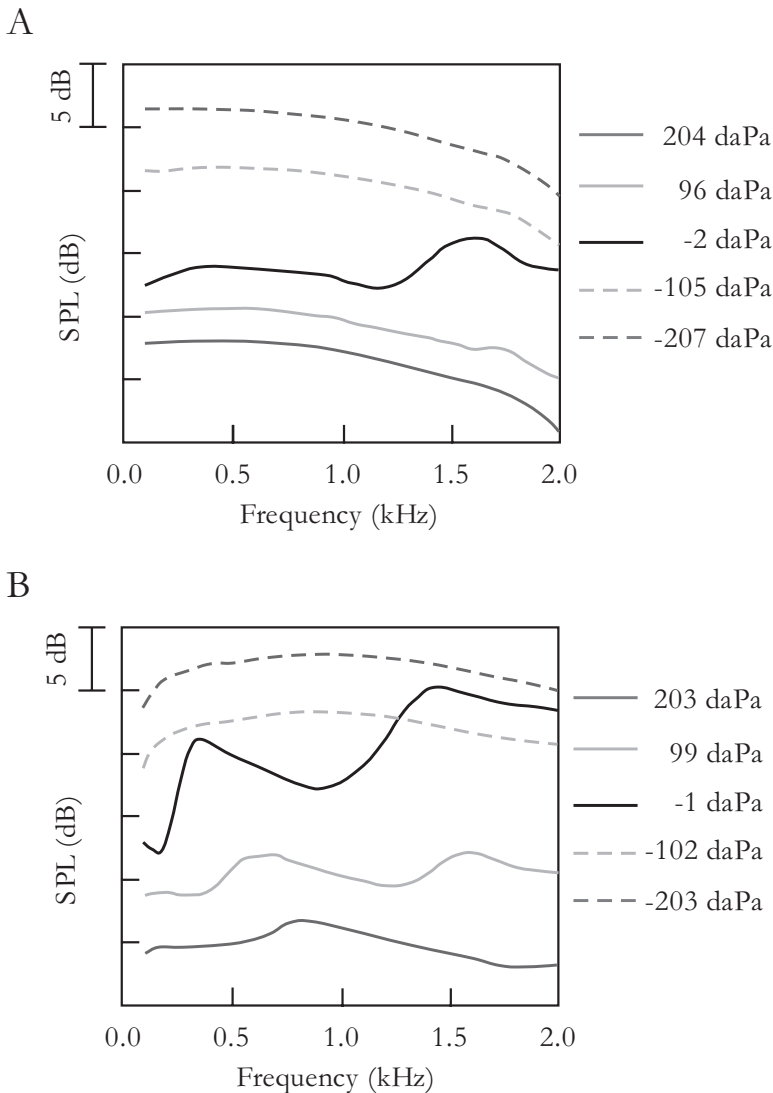 A
5 dB
SPL (dB)
204 daPa
96 daPa
-2 daPa
-105 daPa
-207 daPa
0.0 0.5 1.0 1.5 2.0
Frequency (kHz)
B
5 dB
SPL (dB)
203 daPa
99 daPa
-1 daPa
-102 daPa
-203 daPa
0.0 0.5 1.0 1.5 2.0
Frequency (kHz)